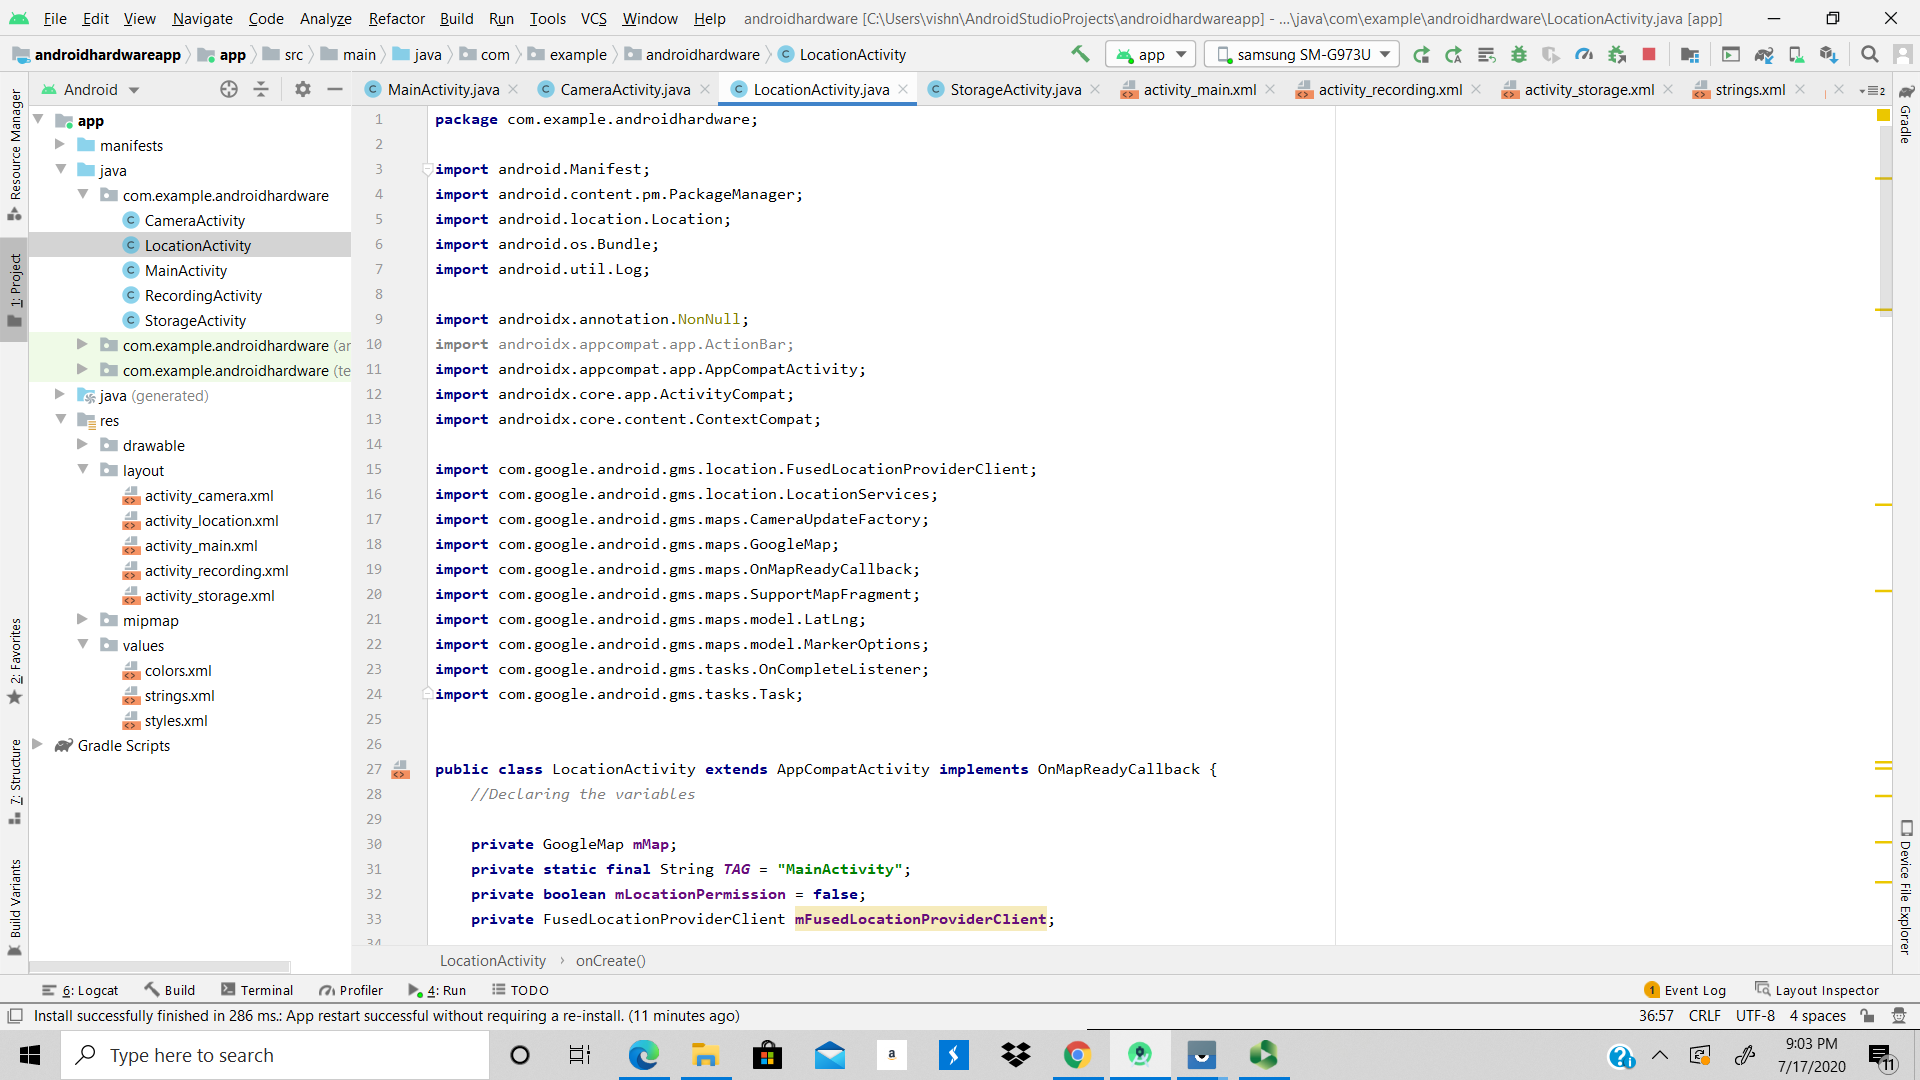 File Edit View Navigate Code Analyze Refactor Build Run Tools VCS Window Help androidhardware [C:\Users\vishn\AndroidStudioProjects\androidhardwareapp] - ...\java\com\example\androidhardware\LocationActivity.java [app]
androidhardwareapp app src main java com example androidhardware LocationActivity app samsung SM-G973U
Android MainActivity.java CameraActivity.java LocationActivity.java StorageActivity.java activity_main.xml activity_recording.xml activity_storage.xml strings.xml 2
Resource Manager
1: Project
2: Favorites
7: Structure
Build Variants
app
manifests
java
com.example.androidhardware
CameraActivity
LocationActivity
MainActivity
RecordingActivity
StorageActivity
com.example.androidhardware (ar
com.example.androidhardware (te
java (generated)
res
drawable
layout
activity_camera.xml
activity_location.xml
activity_main.xml
activity_recording.xml
activity_storage.xml
mipmap
values
colors.xml
strings.xml
styles.xml
Gradle Scripts
1 package com.example.androidhardware;
2
3 import android.Manifest;
4 import android.content.pm.PackageManager;
5 import android.location.Location;
6 import android.os.Bundle;
7 import android.util.Log;
8
9 import androidx.annotation.NonNull;
10 import androidx.appcompat.app.ActionBar;
11 import androidx.appcompat.app.AppCompatActivity;
12 import androidx.core.app.ActivityCompat;
13 import androidx.core.content.ContextCompat;
14
15 import com.google.android.gms.location.FusedLocationProviderClient;
16 import com.google.android.gms.location.LocationServices;
17 import com.google.android.gms.maps.CameraUpdateFactory;
18 import com.google.android.gms.maps.GoogleMap;
19 import com.google.android.gms.maps.OnMapReadyCallback;
20 import com.google.android.gms.maps.SupportMapFragment;
21 import com.google.android.gms.maps.model.LatLng;
22 import com.google.android.gms.maps.model.MarkerOptions;
23 import com.google.android.gms.tasks.OnCompleteListener;
24 import com.google.android.gms.tasks.Task;
25
26
27 public class LocationActivity extends AppCompatActivity implements OnMapReadyCallback {
28 //Declaring the variables
29
30 private GoogleMap mMap;
31 private static final String TAG = "MainActivity";
32 private boolean mLocationPermission = false;
33 private FusedLocationProviderClient mFusedLocationProviderClient;
34
Gradle
Device File Explorer
LocationActivity › onCreate()
6: Logcat Build Terminal Profiler 4: Run TODO 1 Event Log Layout Inspector
Install successfully finished in 286 ms.: App restart successful without requiring a re-install. (11 minutes ago) 36:57 CRLF UTF-8 4 spaces
Type here to search
a
9:03 PM
7/17/2020
11